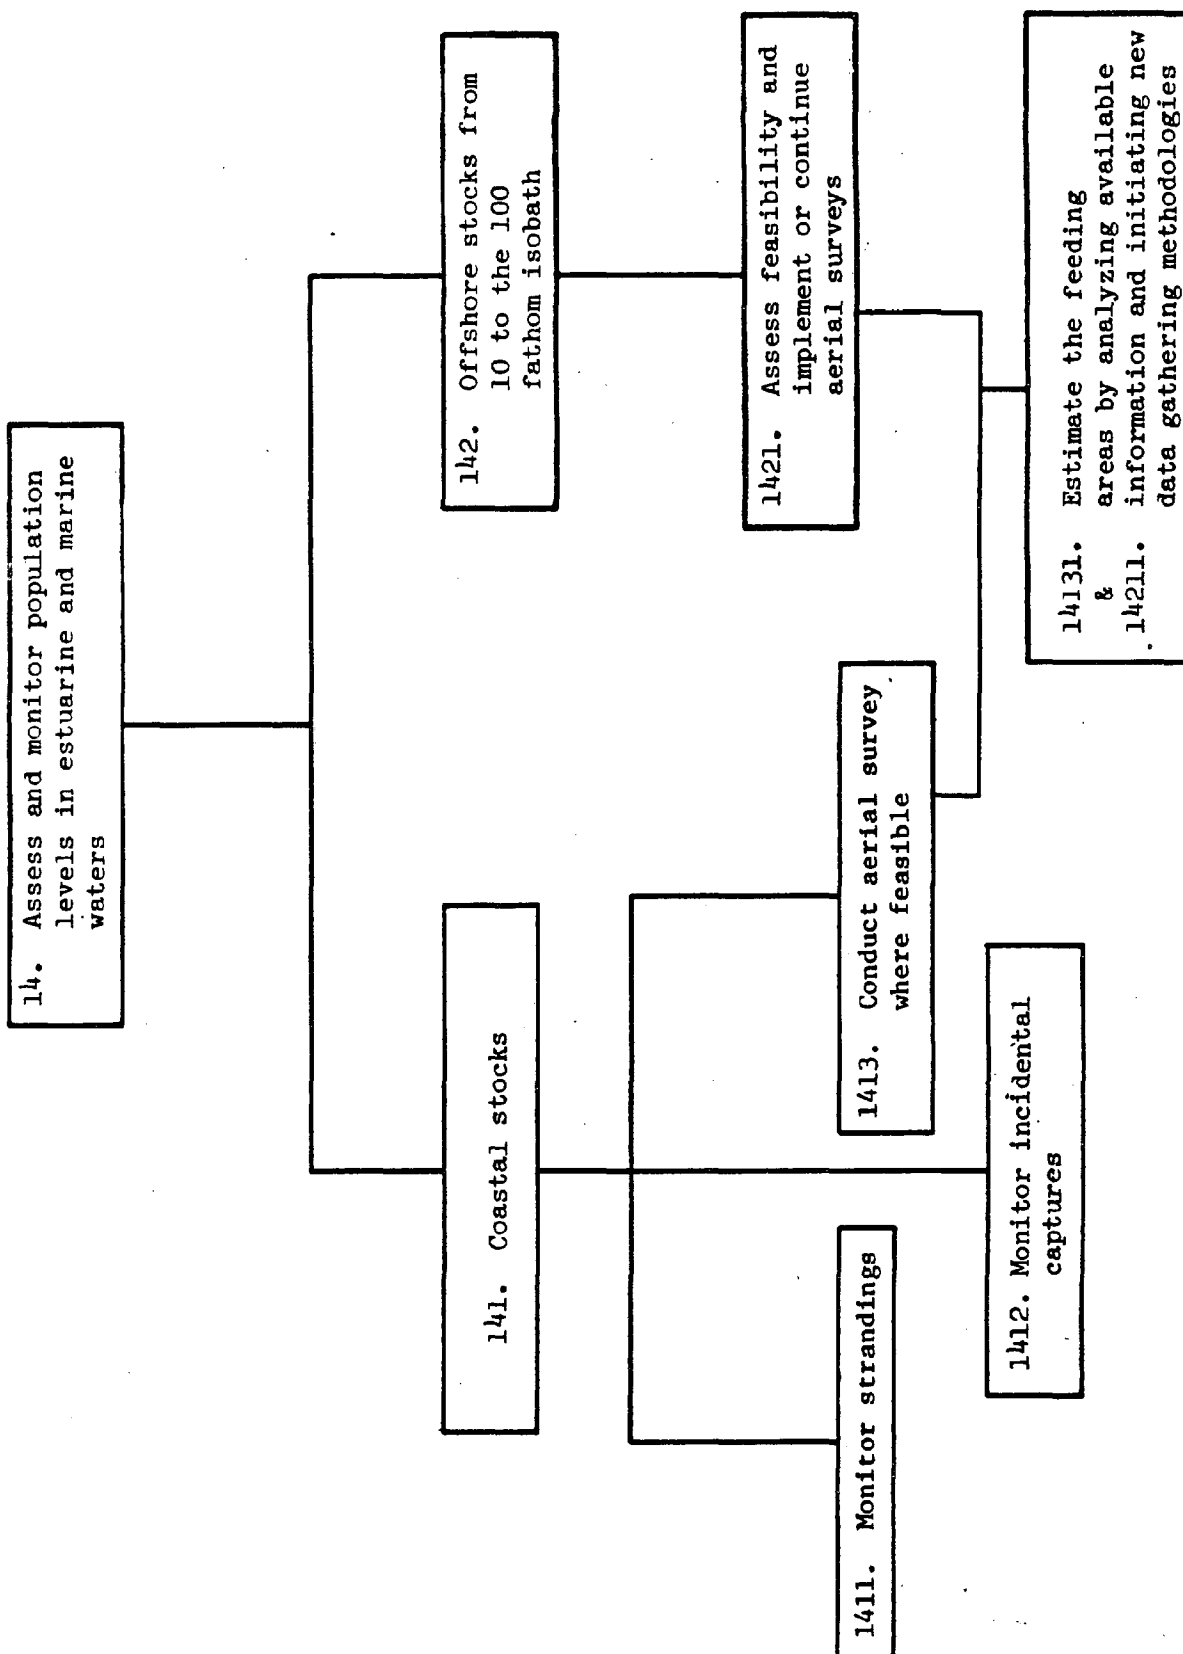 14. Assess and monitor population
levels in estuarine and marine
waters
141. Coastal stocks
142. Offshore stocks from
10 to the 100
fathom isobath
1411. Monitor strandings
1412. Monitor incidental
captures
1413. Conduct aerial survey
where feasible
1421. Assess feasibility and
implement or continue
aerial surveys
14131. Estimate the feeding
& areas by analyzing available
14211. information and initiating new
data gathering methodologies